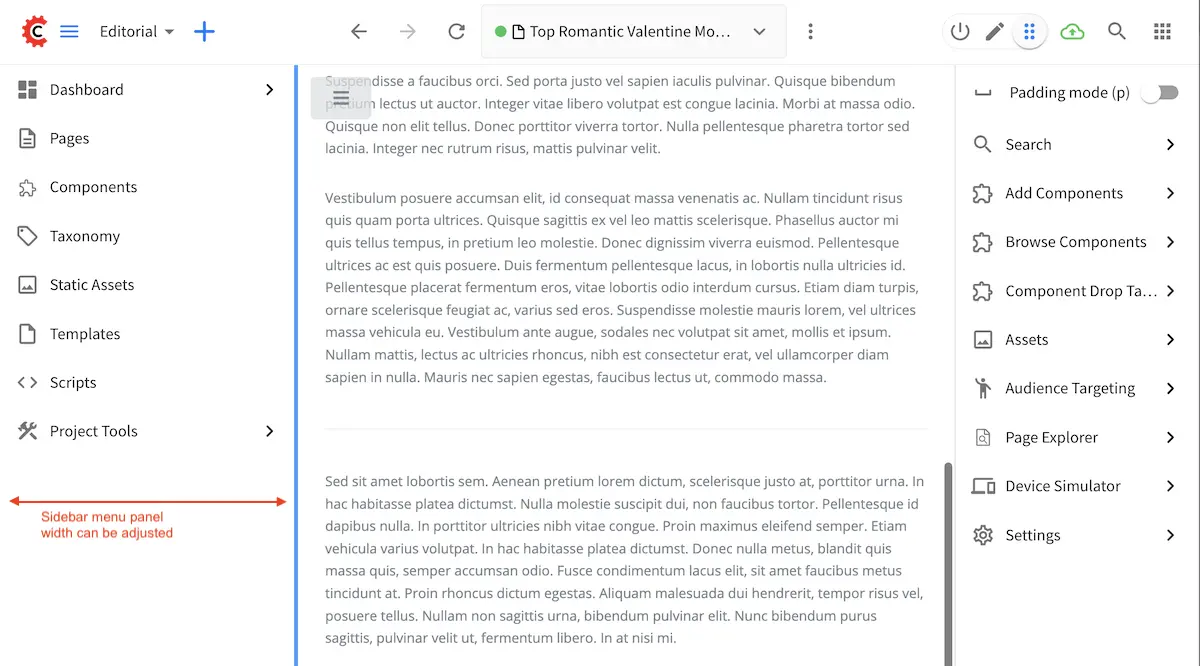 Editorial
Top Romantic Valentine Mo...
Dashboard
Pages
Components
Taxonomy
Static Assets
Templates
Scripts
Project Tools
Sidebar menu panel
width can be adjusted
Suspendisse a faucibus orci. Sed porta justo vel sapien iaculis pulvinar. Quisque bibendum
pretium lectus ut auctor. Integer vitae libero volutpat est congue lacinia. Morbi at massa odio.
Quisque non elit tellus. Donec porttitor viverra tortor. Nulla pellentesque pharetra tortor sed
lacinia. Integer nec rutrum risus, mattis pulvinar velit.
Vestibulum posuere accumsan elit, id consequat massa venenatis ac. Nullam tincidunt risus
quis quam porta ultrices. Quisque sagittis ex vel leo mattis scelerisque. Phasellus auctor mi
quis tellus tempus, in pretium leo molestie. Donec dignissim viverra euismod. Pellentesque
ultrices ac est quis posuere. Duis fermentum pellentesque lacus, in lobortis nulla ultricies id.
Pellentesque placerat fermentum eros, vitae lobortis odio interdum cursus. Etiam diam turpis,
ornare scelerisque feugiat ac, varius sed eros. Suspendisse molestie mauris lorem, vel ultrices
massa vehicula eu. Vestibulum ante augue, sodales nec volutpat sit amet, mollis et ipsum.
Nullam mattis, lectus ac ultricies rhoncus, nibh est consectetur erat, vel ullamcorper diam
sapien in nulla. Mauris nec sapien egestas, faucibus lectus ut, commodo massa.
Sed sit amet lobortis sem. Aenean pretium lorem dictum, scelerisque justo at, porttitor urna. In
hac habitasse platea dictumst. Nulla molestie suscipit dui, non faucibus tortor. Pellentesque id
dapibus nulla. In porttitor ultricies nibh vitae congue. Proin maximus eleifend semper. Etiam
vehicula varius volutpat. In hac habitasse platea dictumst. Donec nulla metus, blandit quis
massa quis, semper accumsan odio. Fusce condimentum lacus elit, sit amet faucibus metus
tincidunt at. Proin rhoncus dictum egestas. Aliquam malesuada dui hendrerit, tempor risus vel,
posuere tellus. Nullam non sagittis urna, bibendum pulvinar elit. Nunc bibendum purus
sagittis, pulvinar velit ut, fermentum libero. In at nisi mi.
Padding mode (p)
Search
Add Components
Browse Components
Component Drop Ta...
Assets
Audience Targeting
Page Explorer
Device Simulator
Settings